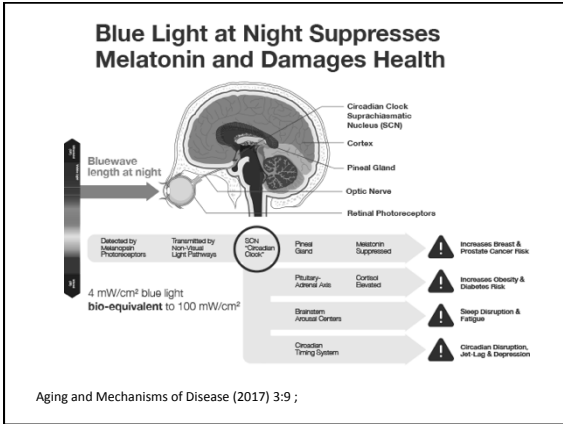 Blue Light at Night Suppresses
Melatonin and Damages Health
Circadian Clock
Suprachiasmatic
Nucleus (SCN)
Cortex
Pineal Gland
Optic Nerve
Retinal Photoreceptors
Bluewave
length at night
Detected by
Melanopsin
Photoreceptors
Transmitted by
Non-Visual
Light Pathways
SCN
"Circadian
Clock"
Pineal
Gland
Melatonin
Suppressed
Increases Breast &
Prostate Cancer Risk
Pituitary-
Adrenal Axis
Cortisol
Elevated
Increases Obesity &
Diabetes Risk
Brainstem
Arousal Centers
Sleep Disruption &
Fatigue
Circadian
Timing System
Circadian Disruption,
Jet-Lag & Depression
4 mW/cm² blue light
bio-equivalent to 100 mW/cm²
Aging and Mechanisms of Disease (2017) 3:9 ;